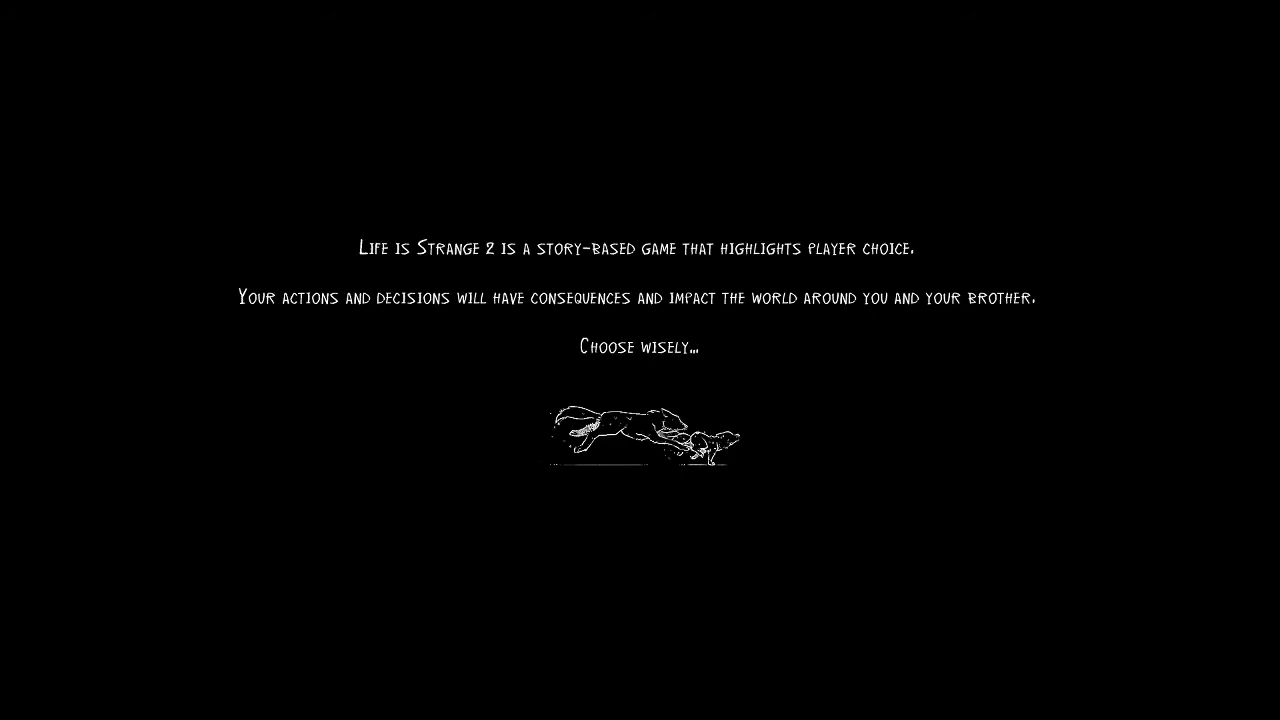 Life is Strange 2 is a story-based game that highlights player choice.
Your actions and decisions will have consequences and impact the world around you and your brother.
Choose wisely...